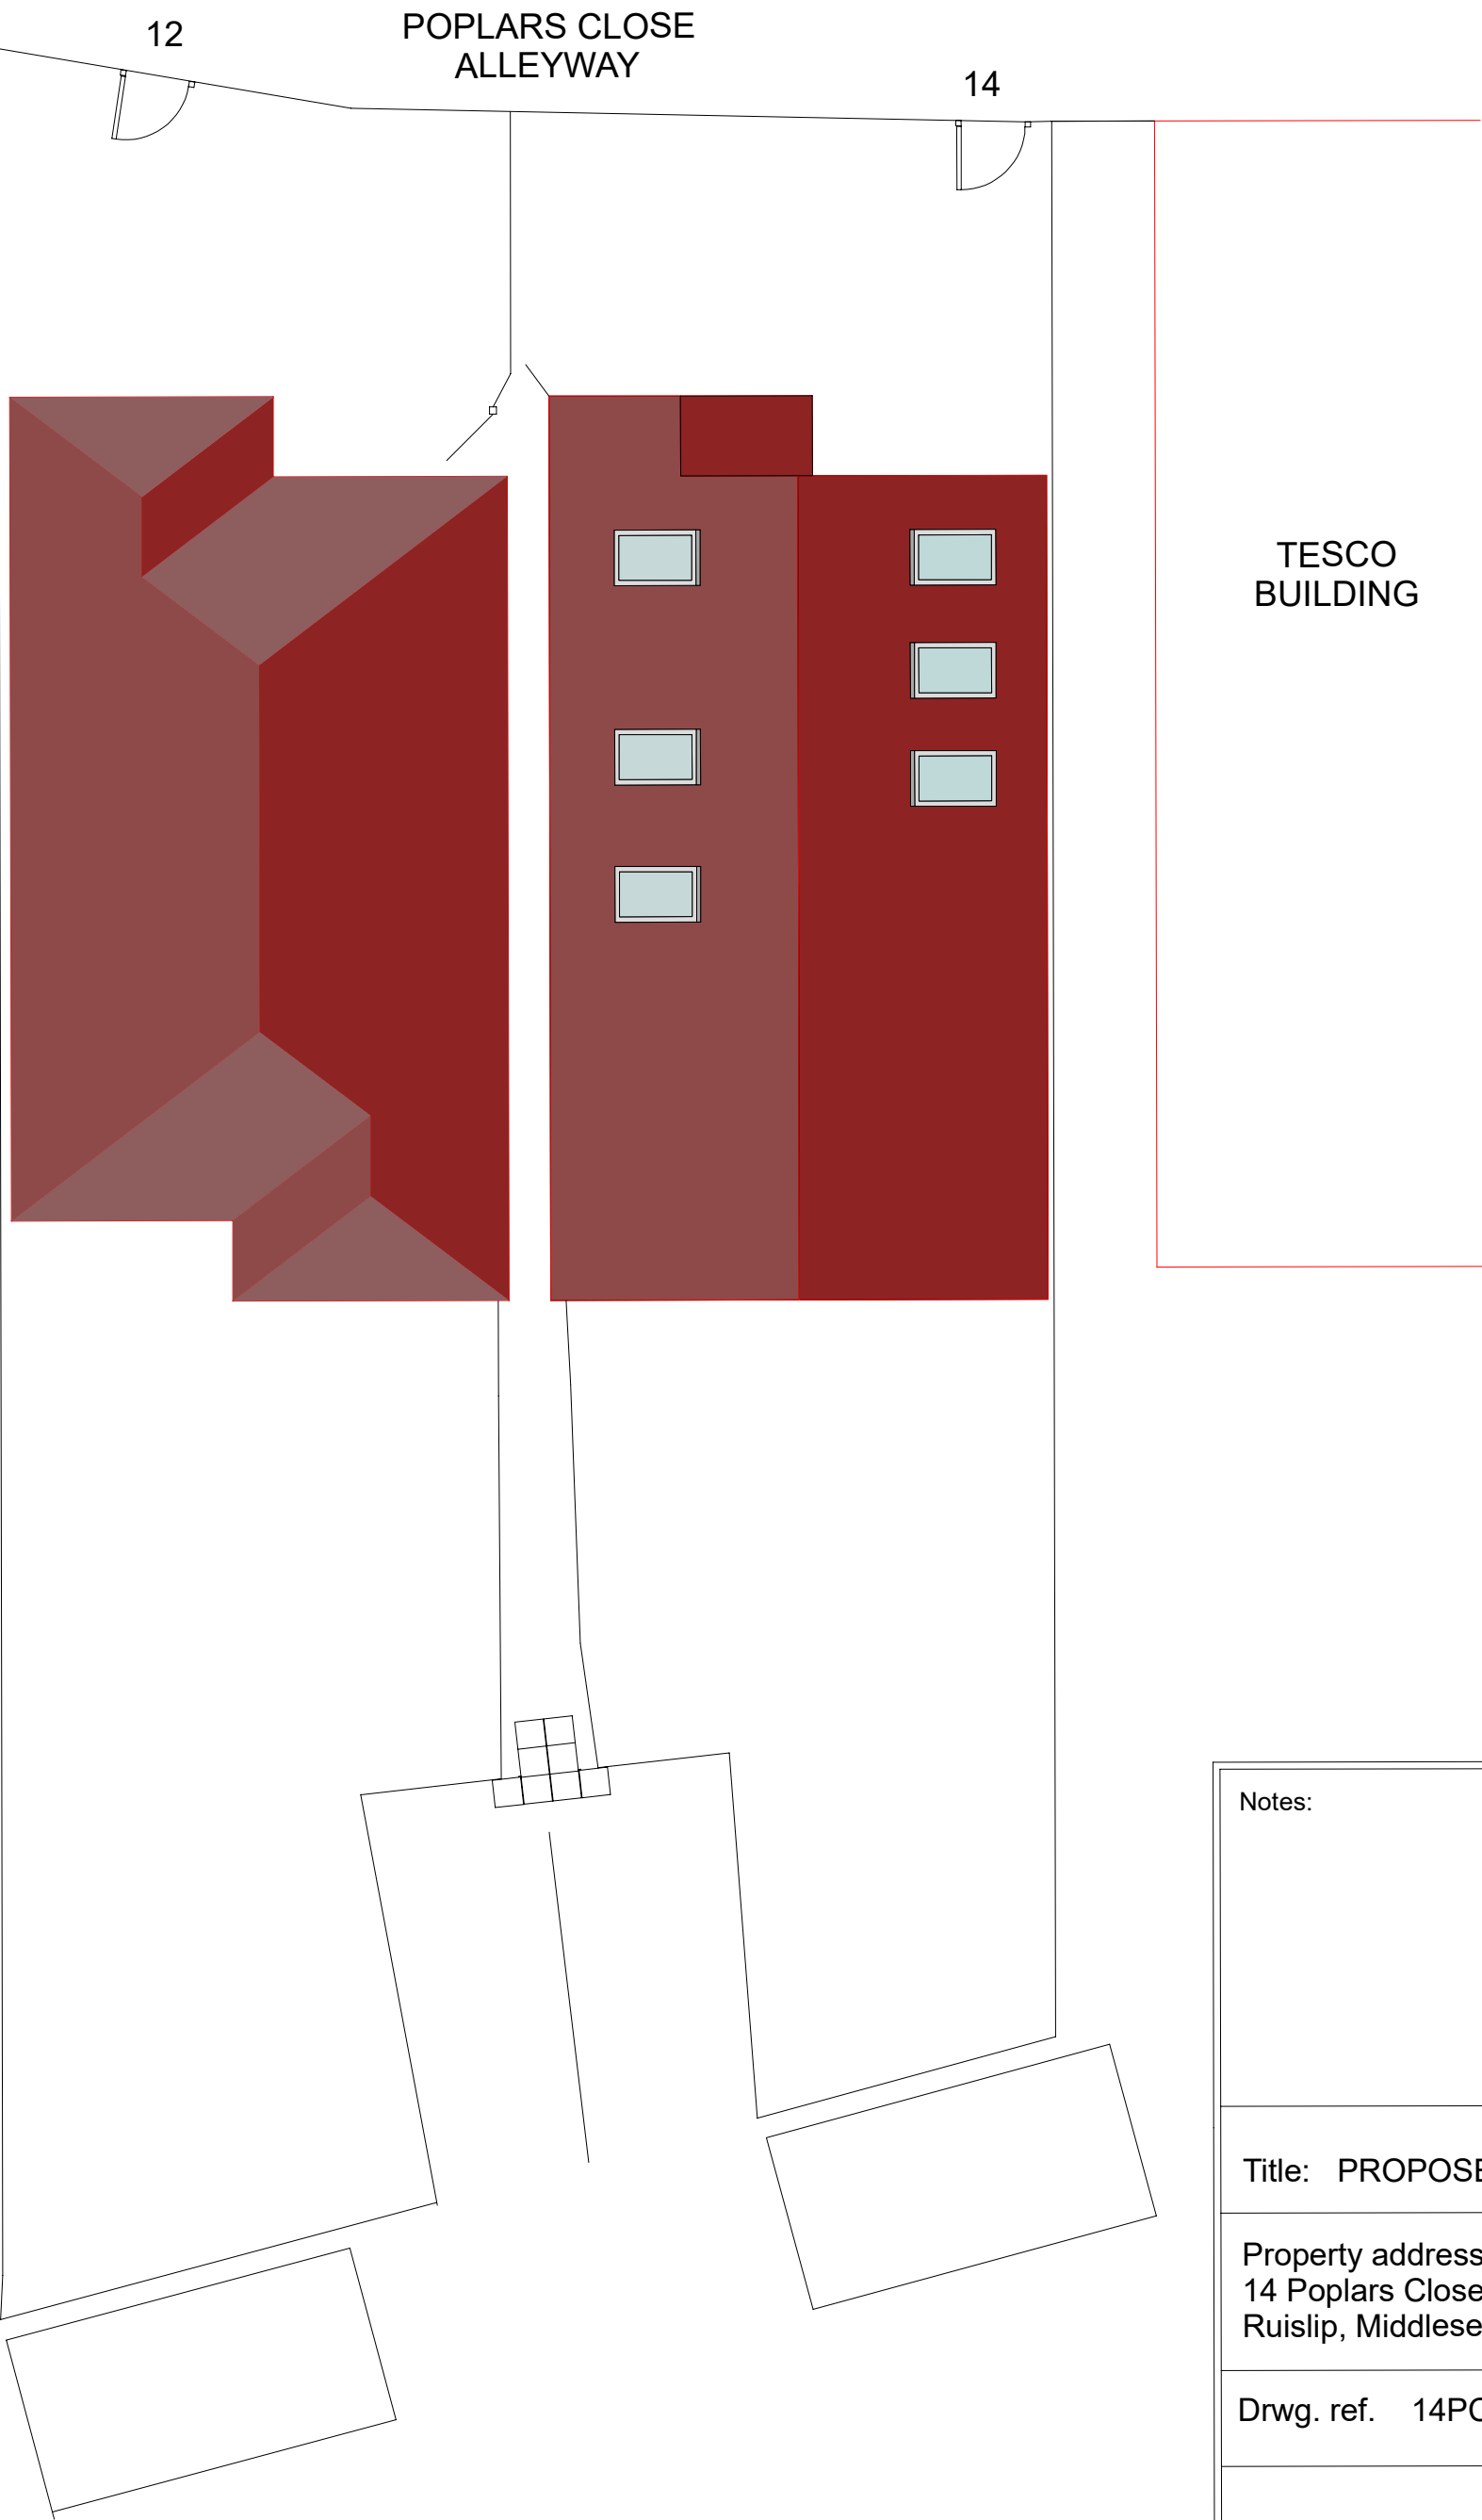 12
POPLARS CLOSE
ALLEYWAY
14
TESCO
BUILDING
Notes:
Title: PROPOSE
Property address
14 Poplars Close
Ruislip, Middlese
Drwg. ref. 14PO